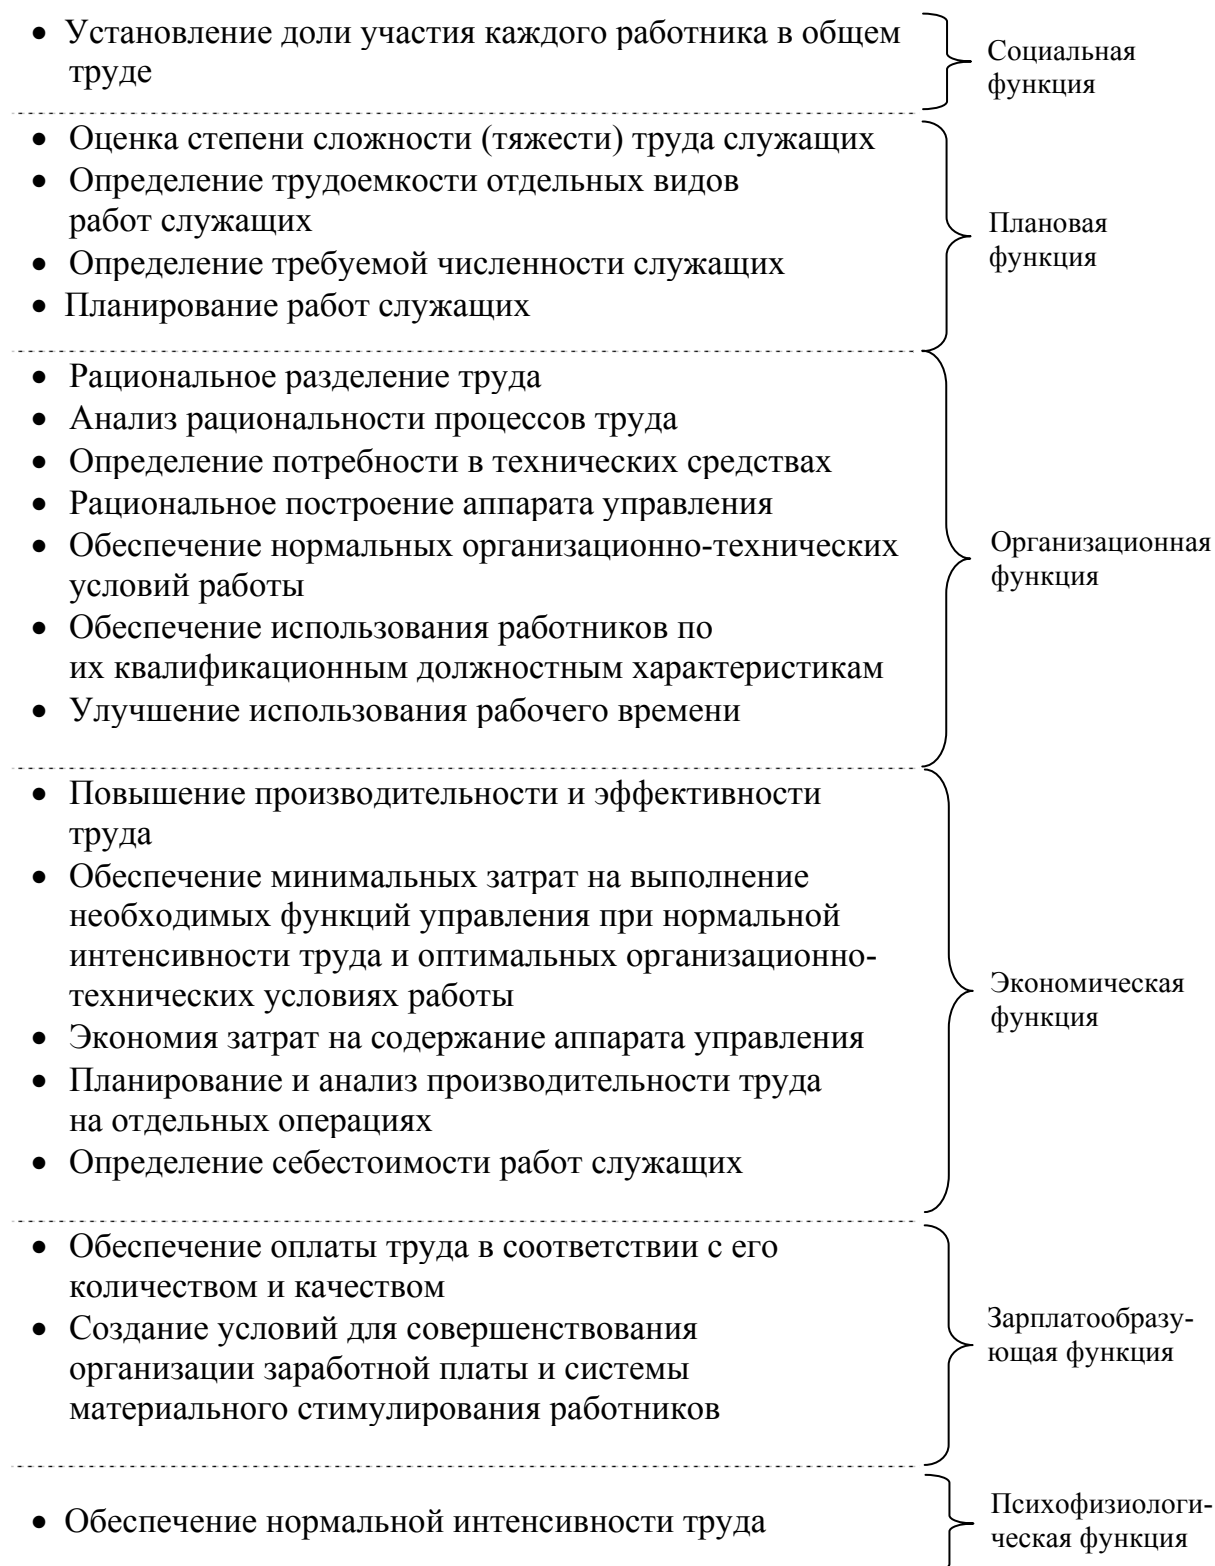 • Установление доли участия каждого работника в общем
труде
Социальная
функция
• Оценка степени сложности (тяжести) труда служащих
• Определение трудоемкости отдельных видов
работ служащих
• Определение требуемой численности служащих
• Планирование работ служащих
Плановая
функция
• Рациональное разделение труда
• Анализ рациональности процессов труда
• Определение потребности в технических средствах
• Рациональное построение аппарата управления
• Обеспечение нормальных организационно-технических
условий работы
• Обеспечение использования работников по
их квалификационным должностным характеристикам
• Улучшение использования рабочего времени
Организационная
функция
• Повышение производительности и эффективности
труда
• Обеспечение минимальных затрат на выполнение
необходимых функций управления при нормальной
интенсивности труда и оптимальных организационно-
технических условиях работы
• Экономия затрат на содержание аппарата управления
• Планирование и анализ производительности труда
на отдельных операциях
• Определение себестоимости работ служащих
Экономическая
функция
• Обеспечение оплаты труда в соответствии с его
количеством и качеством
• Создание условий для совершенствования
организации заработной платы и системы
материального стимулирования работников
Зарплатообразу-
ющая функция
• Обеспечение нормальной интенсивности труда
Психофизиологи-
ческая функция